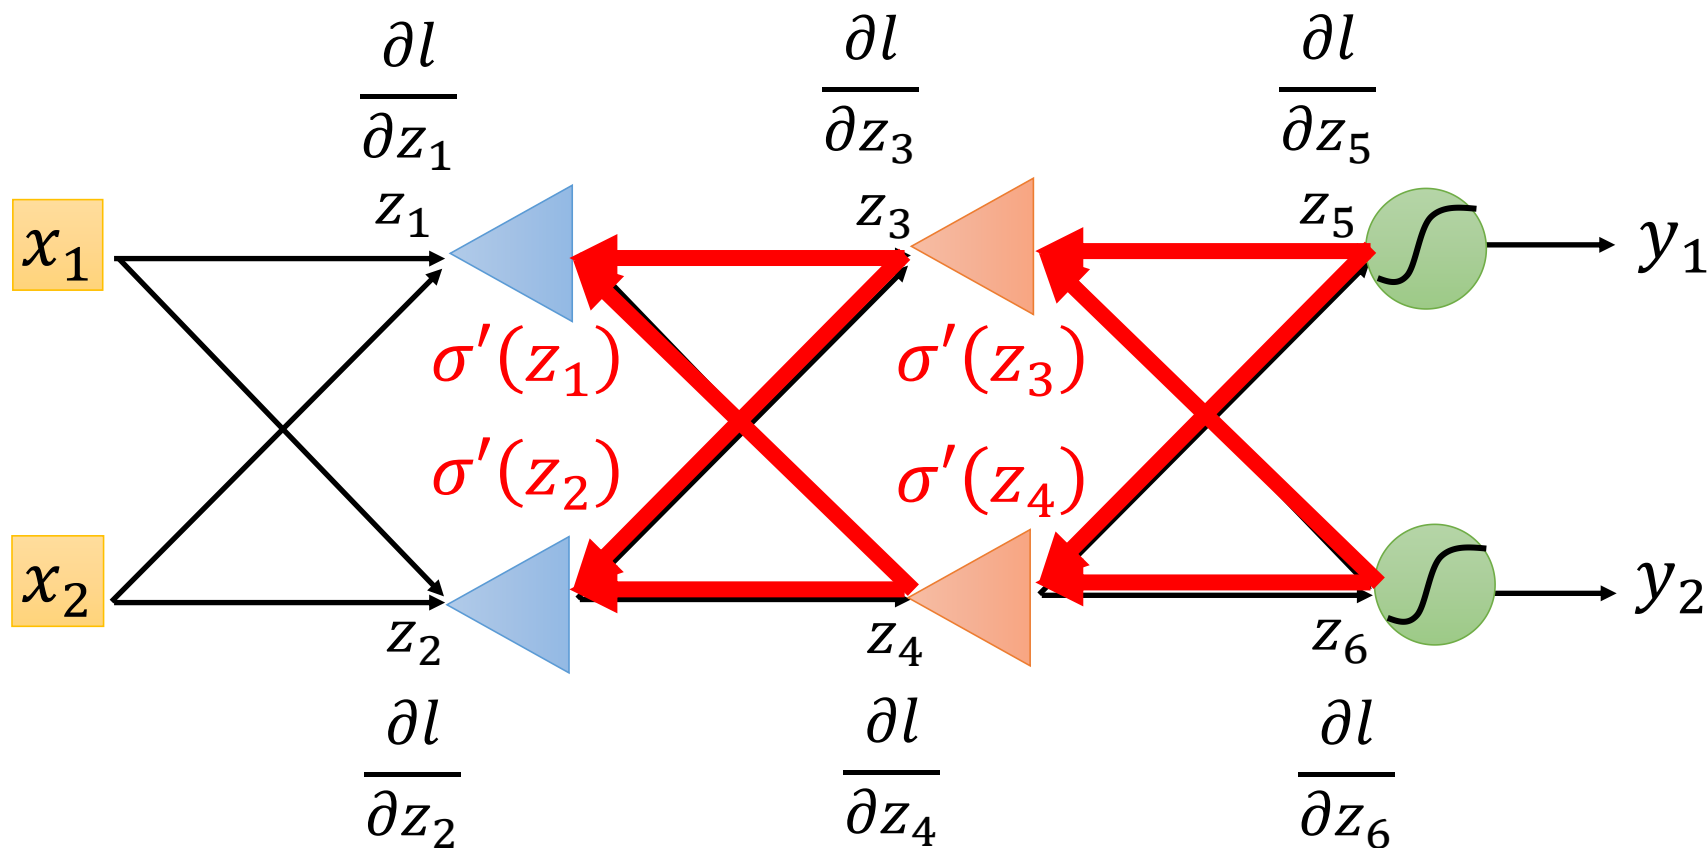 ∂l/∂z₁ ∂l/∂z₃ ∂l/∂z₅
x₁ z₁ z₃ z₅ y₁
σ′(z₁) σ′(z₃)
σ′(z₂) σ′(z₄)
x₂ z₂ z₄ z₆ y₂
∂l/∂z₂ ∂l/∂z₄ ∂l/∂z₆